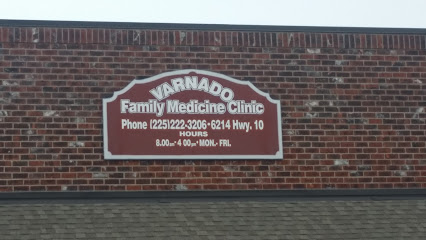 VARNADO
Family Medicine Clinic
Phone (225)222-3206•6214 Hwy. 10
HOURS
8.00am-4 00pm•MON.- FRI.